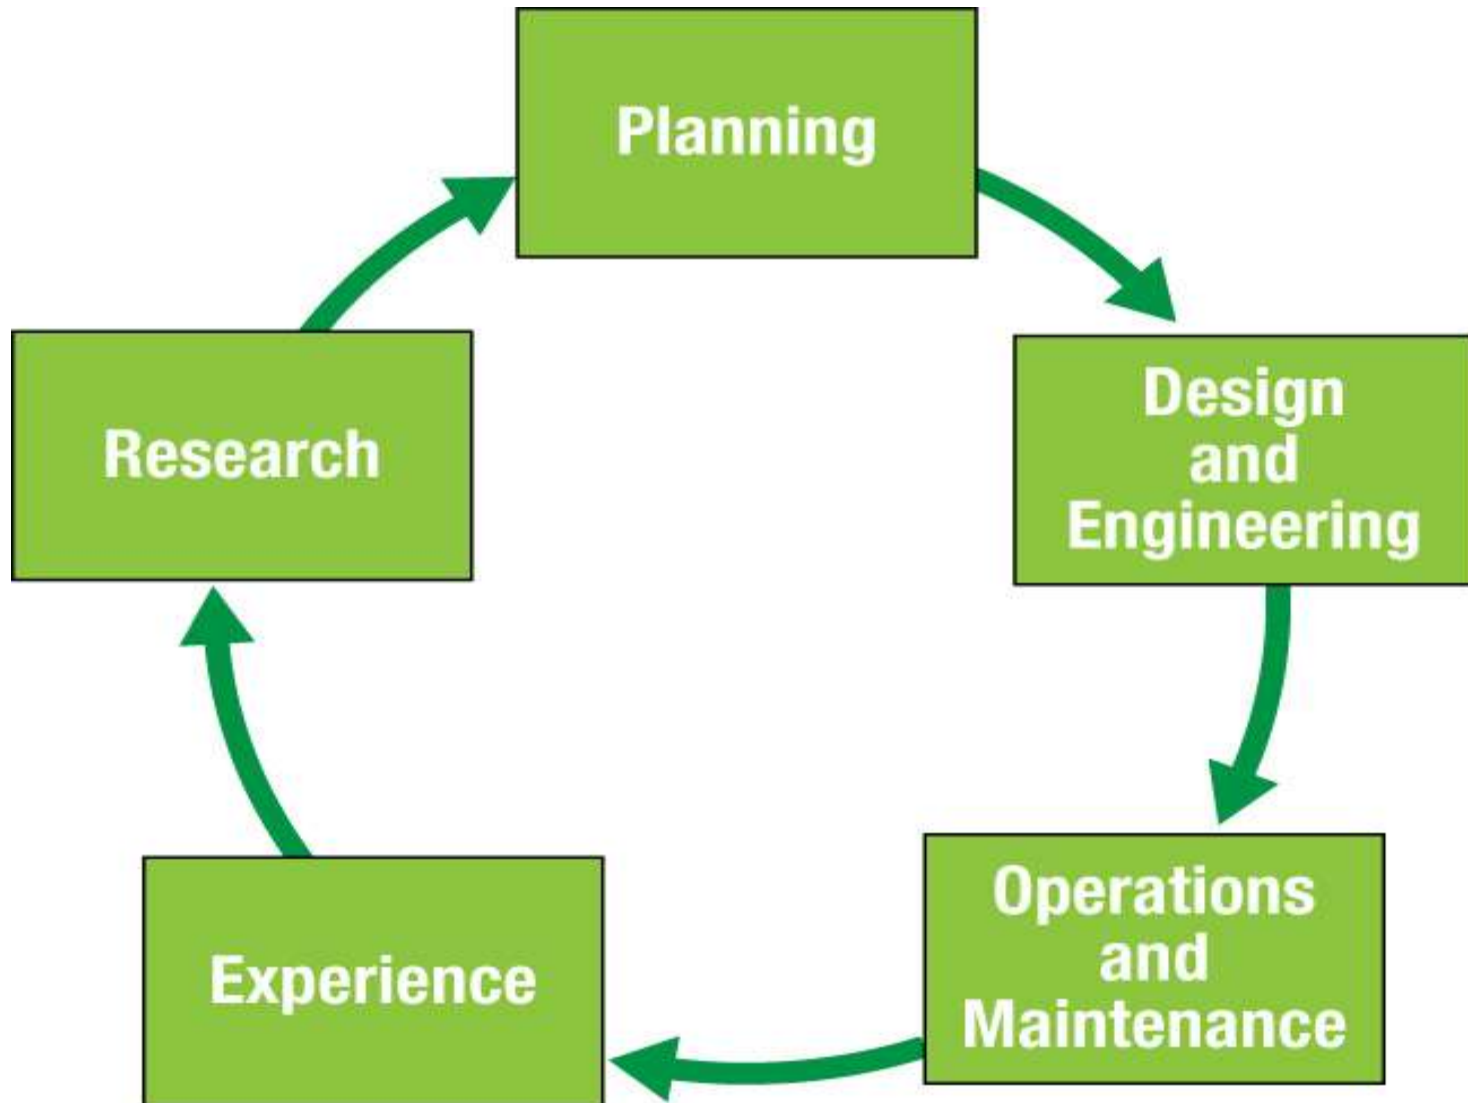 Planning
Design
and
Engineering
Operations
and
Maintenance
Experience
Research